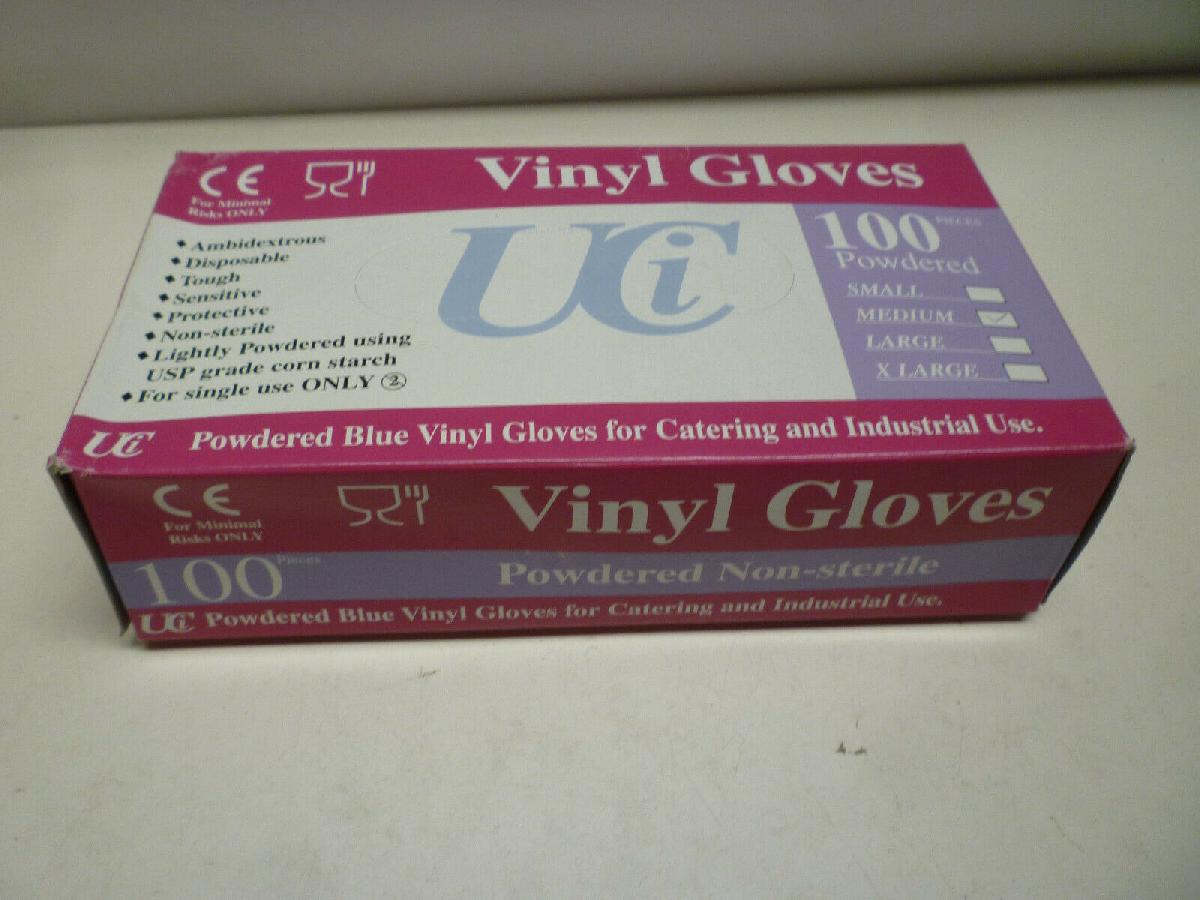 CE
For Minimal
Risks ONLY
Vinyl Gloves
◆ Ambidextrous
◆ Disposable
◆ Tough
◆ Sensitive
◆ Protective
◆ Non-sterile
◆ Lightly Powdered using
USP grade corn starch
◆ For single use ONLY ②
UCi
100 PIECES
Powdered
SMALL
MEDIUM
LARGE
X LARGE
UCi Powdered Blue Vinyl Gloves for Catering and Industrial Use.
CE
For Minimal
Risks ONLY
Vinyl Gloves
100 Pieces
Powdered Non-sterile
UCi Powdered Blue Vinyl Gloves for Catering and Industrial Use.